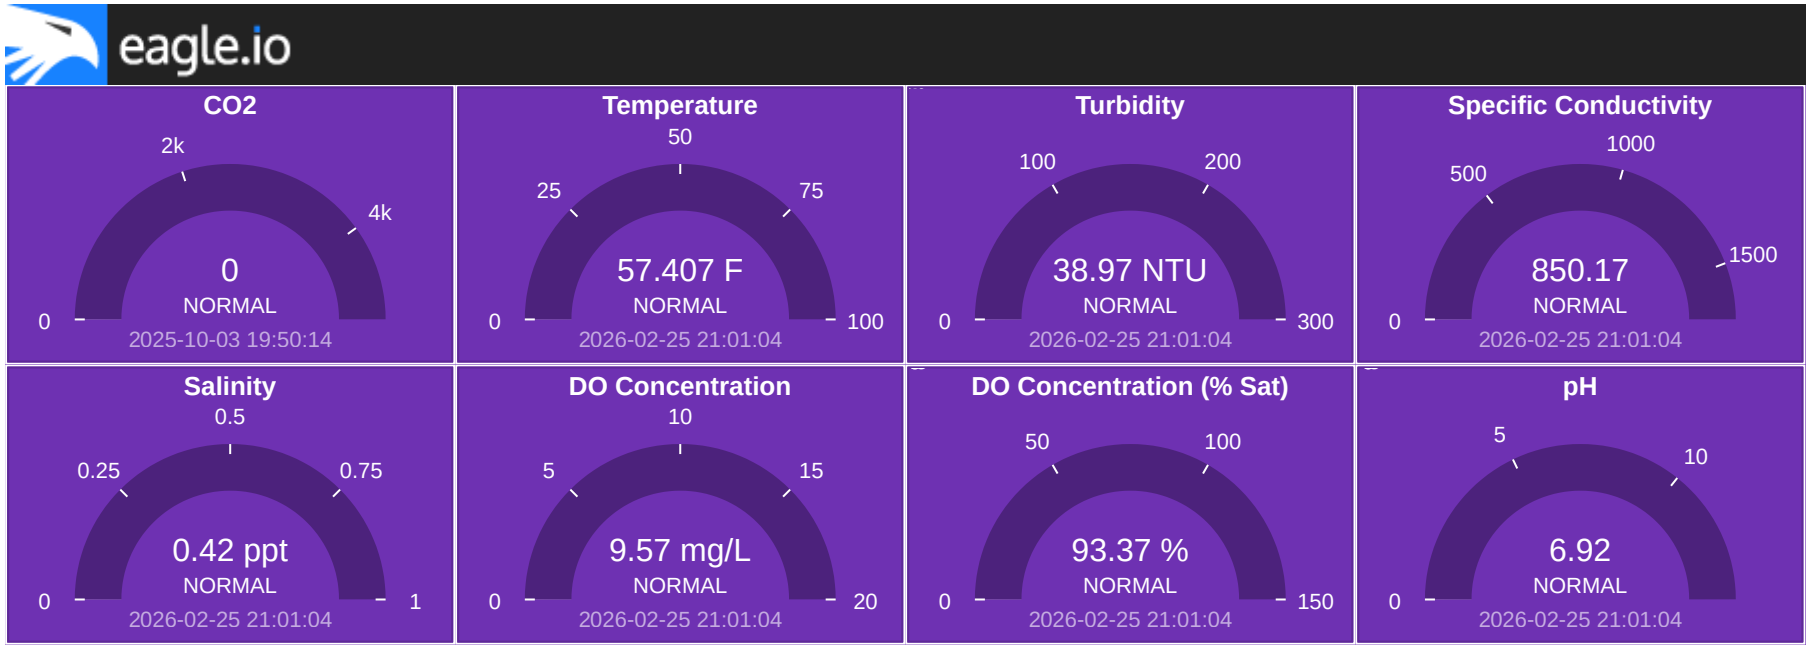 eagle.io
CO2
2k
4k
0
0
NORMAL
2025-10-03 19:50:14
Temperature
50
25
75
57.407 F
NORMAL
0
100
2026-02-25 21:01:04
Turbidity
100
200
38.97 NTU
NORMAL
0
300
2026-02-25 21:01:04
Specific Conductivity
1000
500
1500
850.17
NORMAL
0
2026-02-25 21:01:04
Salinity
0.5
0.25
0.75
0.42 ppt
NORMAL
0
1
2026-02-25 21:01:04
DO Concentration
10
5
15
9.57 mg/L
NORMAL
0
20
2026-02-25 21:01:04
DO Concentration (% Sat)
50
100
93.37 %
NORMAL
0
150
2026-02-25 21:01:04
pH
5
10
6.92
NORMAL
0
2026-02-25 21:01:04